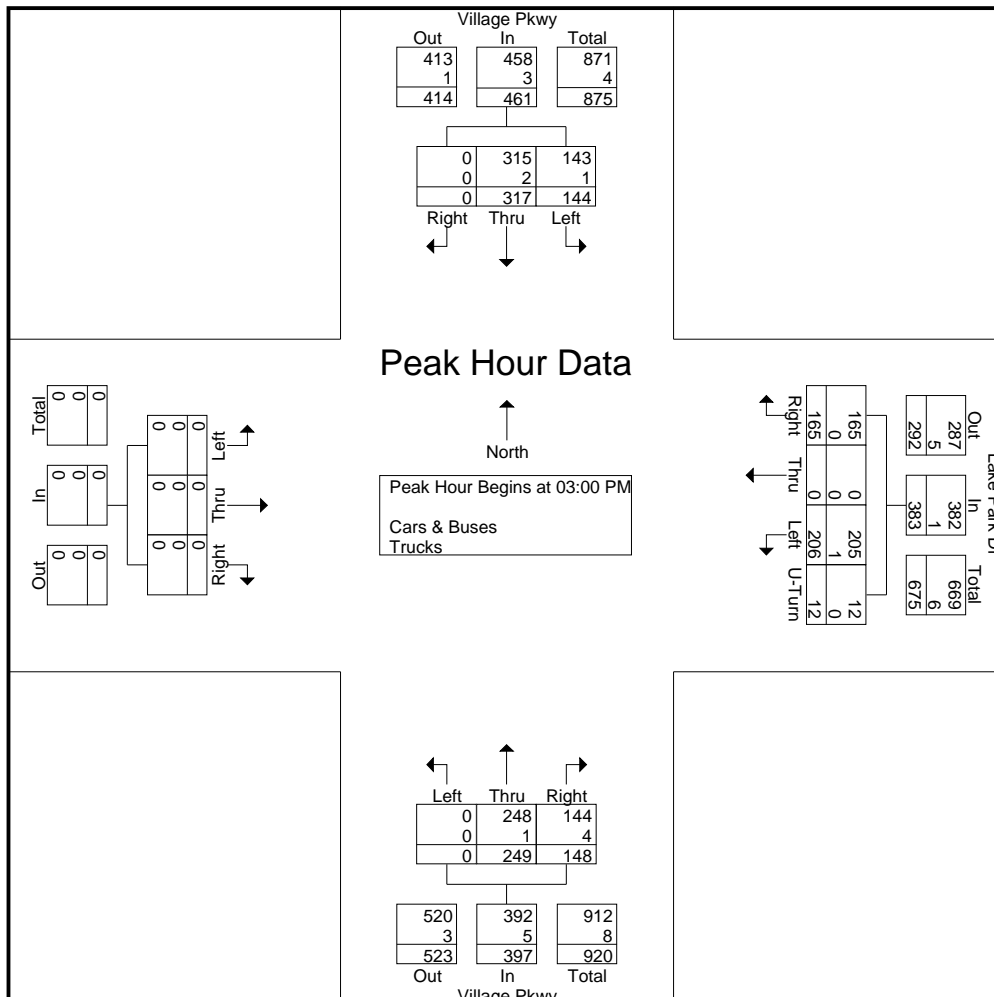 Village Pkwy
Out In Total
413 458 871
1 3 4
414 461 875
0 315 143
0 2 1
0 317 144
Right Thru Left
Peak Hour Data
North
Peak Hour Begins at 03:00 PM
Cars & Buses
Trucks
Total
0 0 0
In
0 0 0
Out
0 0 0
Left
0 0 0
Thru
0 0 0
Right
0 0 0
Right
165 0 165
Thru
0 0 0
Left
205 1 206
U-Turn
12 0 12
Lake Park Dr
Out
287 5 292
In
382 1 383
Total
669 6 675
Left Thru Right
0 248 144
0 1 4
0 249 148
520 392 912
3 5 8
523 397 920
Out In Total
Village Pkwy